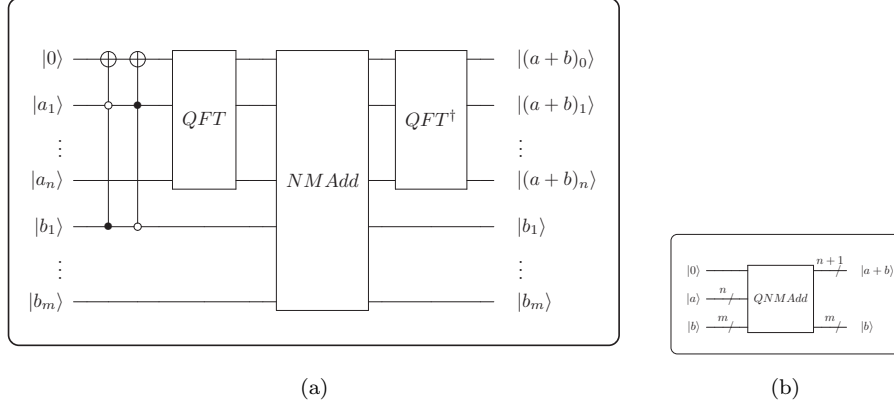 |0⟩ |(a + b)₀⟩
|a₁⟩ |(a + b)₁⟩
QFT QFT†
⋮ ⋮
|aₙ⟩ NMAdd |(a + b)ₙ⟩
|b₁⟩ |b₁⟩
⋮ ⋮
|bₘ⟩ |bₘ⟩
(a)
n + 1
|0⟩ |a + b⟩
n
|a⟩ QNMAdd
m m
|b⟩ |b⟩
(b)